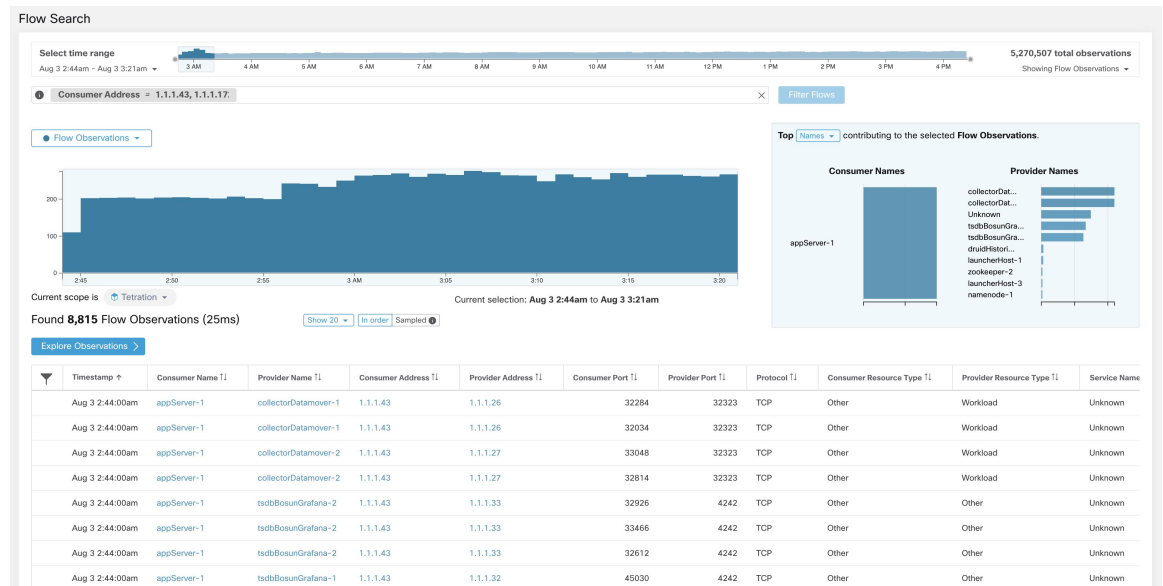 Flow Search
Select time range
Aug 3 2:44am - Aug 3 3:21am
3 AM 4 AM 5 AM 6 AM 7 AM 8 AM 9 AM 10 AM 11 AM 12 PM 1 PM 2 PM 3 PM 4 PM
5,270,507 total observations
Showing Flow Observations
Consumer Address = 1.1.1.43, 1.1.1.17
Filter Flows
Flow Observations
200
100
0
2:45 2:50 2:55 3 AM 3:05 3:10 3:15 3:20
Top Names contributing to the selected Flow Observations.
Consumer Names
appServer-1
Provider Names
collectorDat...
collectorDat...
Unknown
tsdbBosunGra...
tsdbBosunGra...
druidHistori...
launcherHost-1
zookeeper-2
launcherHost-3
namenode-1
Current scope is Tetration
Current selection: Aug 3 2:44am to Aug 3 3:21am
Found 8,815 Flow Observations (25ms)
Show 20 In order Sampled
Explore Observations
Timestamp Consumer Name Provider Name Consumer Address Provider Address Consumer Port Provider Port Protocol Consumer Resource Type Provider Resource Type Service Name
Aug 3 2:44:00am appServer-1 collectorDatamover-1 1.1.1.43 1.1.1.26 32284 32323 TCP Other Workload Unknown
Aug 3 2:44:00am appServer-1 collectorDatamover-1 1.1.1.43 1.1.1.26 32034 32323 TCP Other Workload Unknown
Aug 3 2:44:00am appServer-1 collectorDatamover-2 1.1.1.43 1.1.1.27 33048 32323 TCP Other Workload Unknown
Aug 3 2:44:00am appServer-1 collectorDatamover-2 1.1.1.43 1.1.1.27 32814 32323 TCP Other Workload Unknown
Aug 3 2:44:00am appServer-1 tsdbBosunGrafana-2 1.1.1.43 1.1.1.33 32926 4242 TCP Other Other Unknown
Aug 3 2:44:00am appServer-1 tsdbBosunGrafana-2 1.1.1.43 1.1.1.33 33466 4242 TCP Other Other Unknown
Aug 3 2:44:00am appServer-1 tsdbBosunGrafana-2 1.1.1.43 1.1.1.33 32612 4242 TCP Other Other Unknown
Aug 3 2:44:00am appServer-1 tsdbBosunGrafana-1 1.1.1.43 1.1.1.32 45030 4242 TCP Other Other Unknown